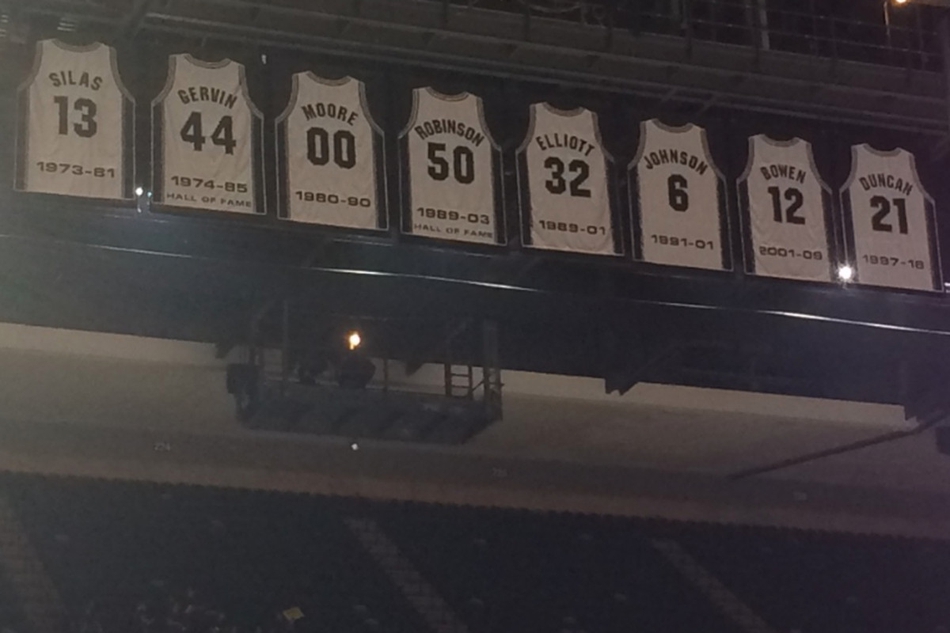 SILAS
13
1973-81
GERVIN
44
1974-85
HALL OF FAME
MOORE
00
1980-90
ROBINSON
50
1989-03
HALL OF FAME
ELLIOTT
32
1989-01
JOHNSON
6
1991-01
BOWEN
12
2001-09
DUNCAN
21
1997-16